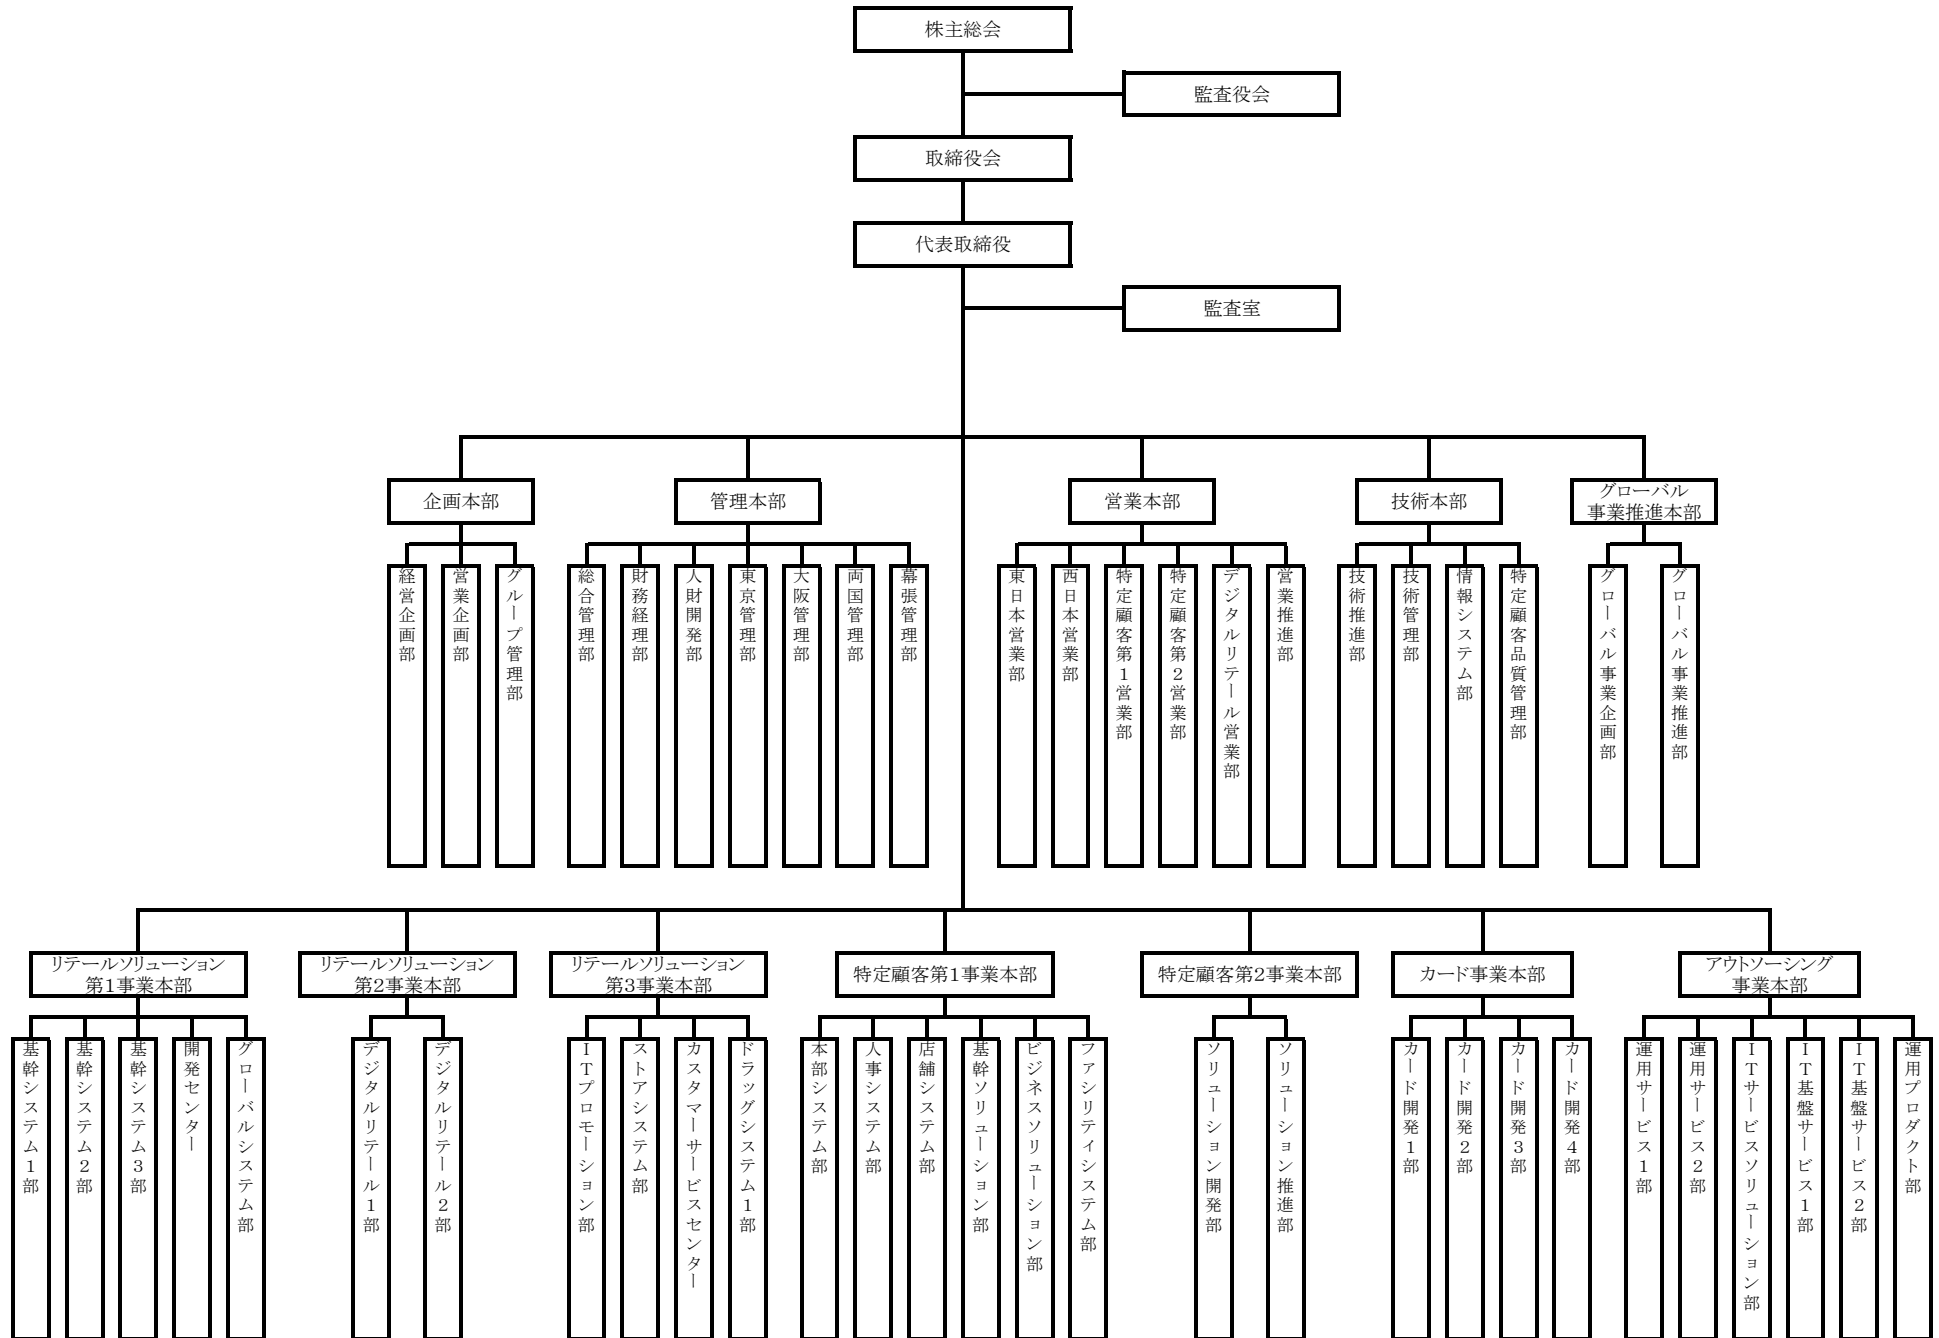 株主総会
監査役会
取締役会
代表取締役
監査室
企画本部
管理本部
営業本部
技術本部
グローバル
事業推進本部
経営企画部
営業企画部
グループ管理部
総合管理部
財務経理部
人財開発部
東京管理部
大阪管理部
両国管理部
幕張管理部
東日本営業部
西日本営業部
特定顧客第1営業部
特定顧客第2営業部
デジタルリテール営業部
営業推進部
技術推進部
技術管理部
情報システム部
特定顧客品質管理部
グローバル事業企画部
グローバル事業推進部
リテールソリューション
第1事業本部
リテールソリューション
第2事業本部
リテールソリューション
第3事業本部
特定顧客第1事業本部
特定顧客第2事業本部
カード事業本部
アウトソーシング
事業本部
基幹システム1部
基幹システム2部
基幹システム3部
開発センター
グローバルシステム部
デジタルリテール1部
デジタルリテール2部
ITプロモーション部
ストアシステム部
カスタマーサービスセンター
ドラッグシステム1部
本部システム部
人事システム部
店舗システム部
基幹ソリューション部
ビジネスソリューション部
ファシリティシステム部
ソリューション開発部
ソリューション推進部
カード開発1部
カード開発2部
カード開発3部
カード開発4部
運用サービス1部
運用サービス2部
ITサービスソリューション部
IT基盤サービス1部
IT基盤サービス2部
運用プロダクト部